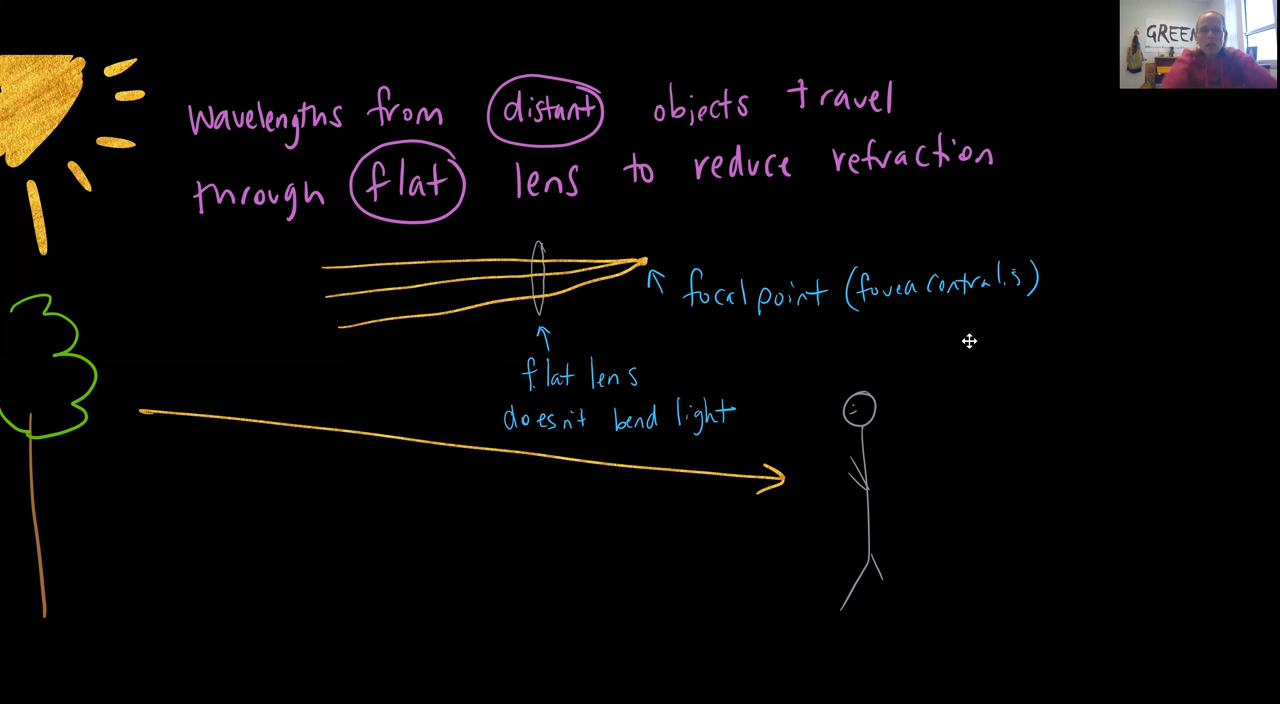 GREEN
Wavelengths from distant objects travel
through flat lens to reduce refraction
focal point (fovea contralis)
flat lens
doesn't bend light